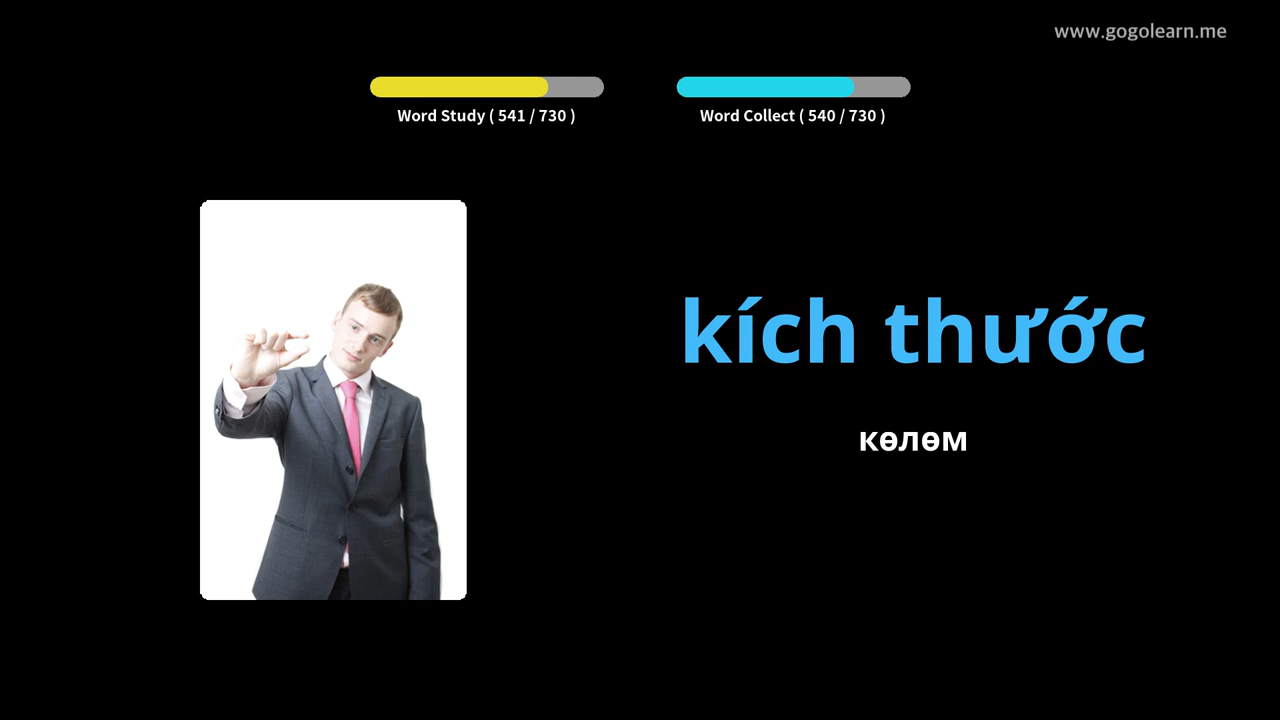 www.gogolearn.me
Word Study ( 541 / 730 )
Word Collect ( 540 / 730 )
kích thước
көлөм